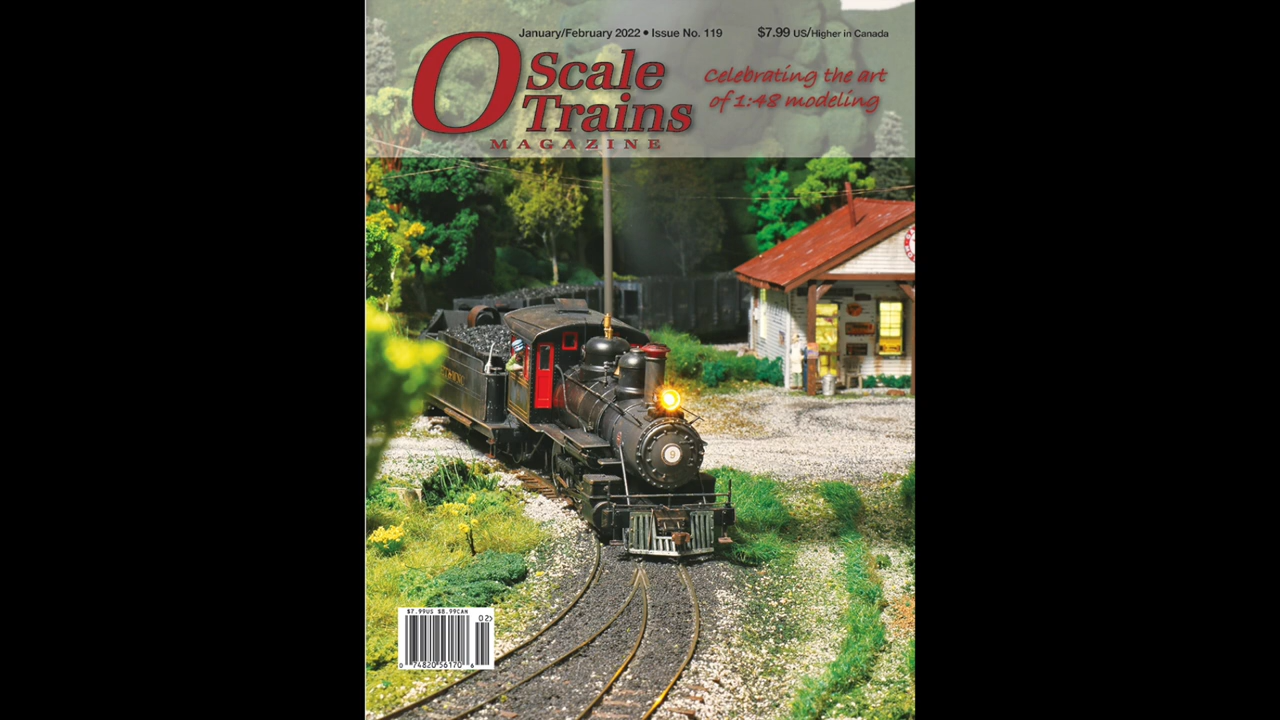 January/February 2022 • Issue No. 119
$7.99 US/Higher in Canada
O Scale
Trains
MAGAZINE
Celebrating the art
of 1:48 modeling
9
$7.99US $8.99CAN
02>
0 74820 56170 6